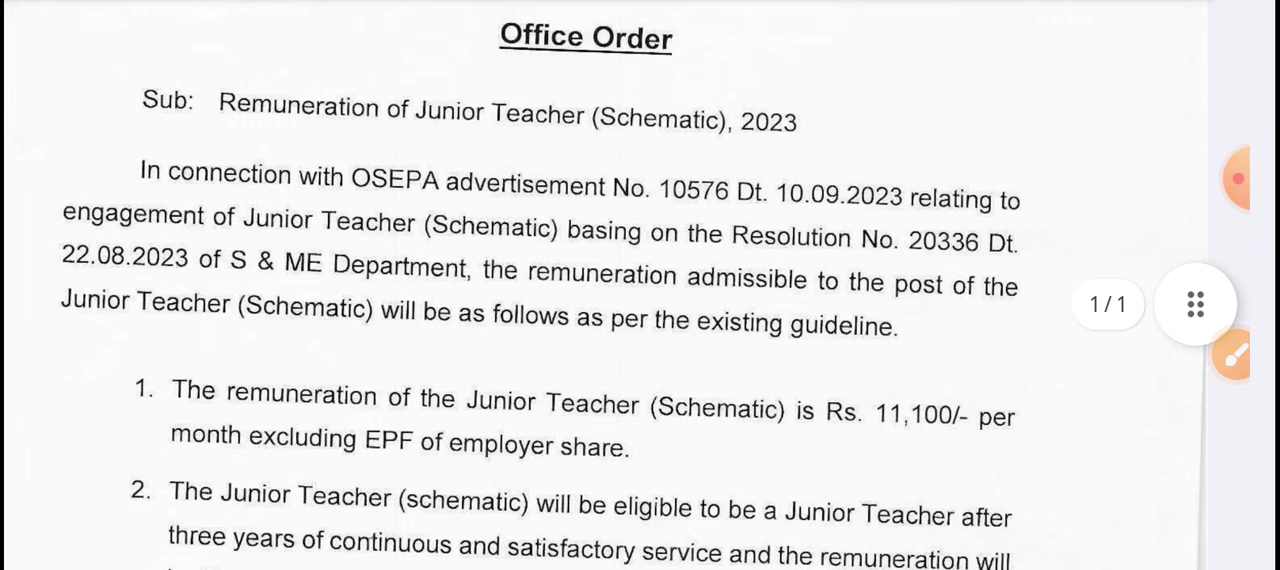 Office Order
Sub: Remuneration of Junior Teacher (Schematic), 2023
In connection with OSEPA advertisement No. 10576 Dt. 10.09.2023 relating to
engagement of Junior Teacher (Schematic) basing on the Resolution No. 20336 Dt.
22.08.2023 of S & ME Department, the remuneration admissible to the post of the
Junior Teacher (Schematic) will be as follows as per the existing guideline.
1/1
1. The remuneration of the Junior Teacher (Schematic) is Rs. 11,100/- per
month excluding EPF of employer share.
2. The Junior Teacher (schematic) will be eligible to be a Junior Teacher after
three years of continuous and satisfactory service and the remuneration will